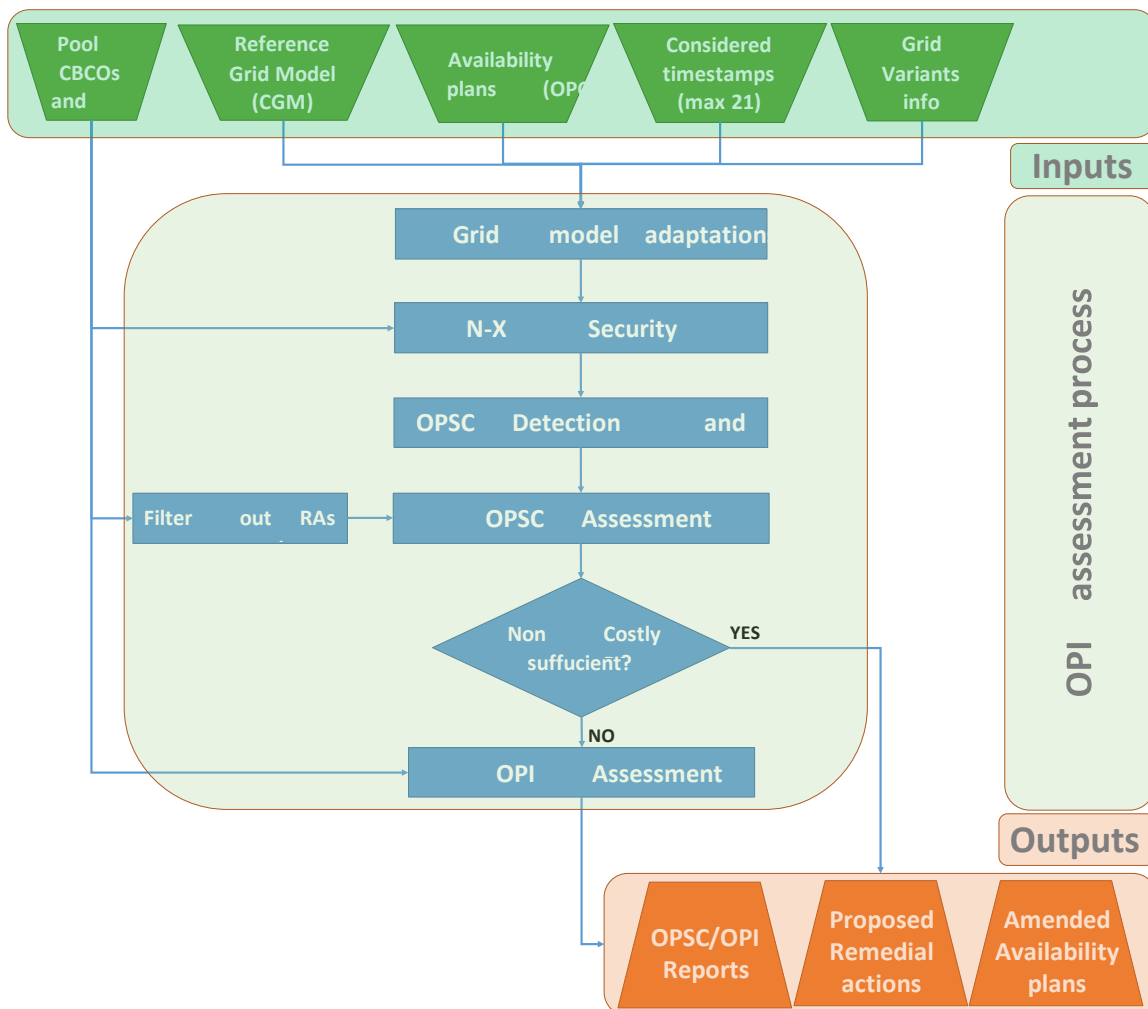 Pool
CBCOs
and
Reference
Grid Model
(CGM)
Availability
plans (OPC
Considered
timestamps
(max 21)
Grid
Variants
info
Inputs
Grid model adaptation
N-X Security
OPSC Detection and
Filter out RAs
OPSC Assessment
Non Costly
suffucient?
YES
NO
OPI Assessment
OPI assessment process
Outputs
OPSC/OPI
Reports
Proposed
Remedial
actions
Amended
Availability
plans